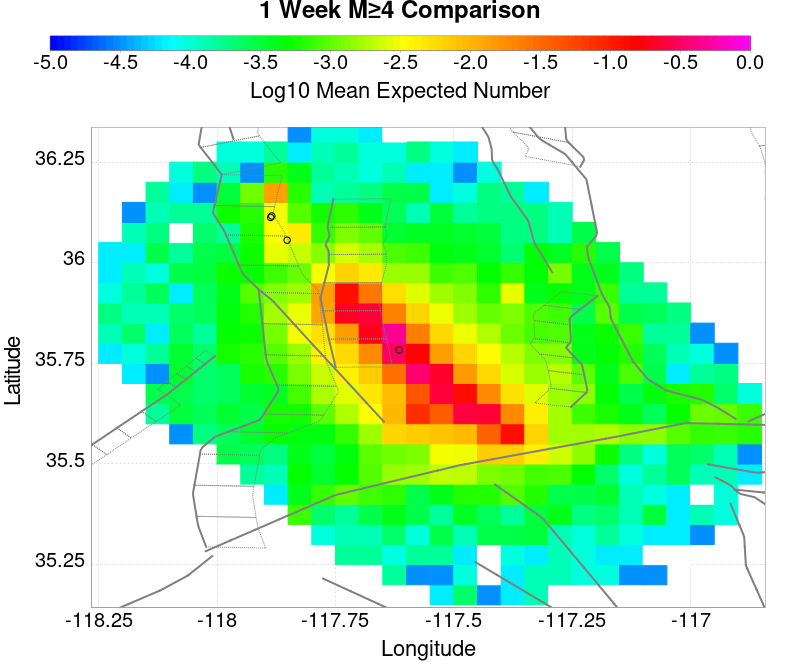 1 Week M≥4 Comparison
-5.0 -4.5 -4.0 -3.5 -3.0 -2.5 -2.0 -1.5 -1.0 -0.5 0.0
Log10 Mean Expected Number
36.25
36
35.75
35.5
35.25
Latitude
-118.25 -118 -117.75 -117.5 -117.25 -117
Longitude